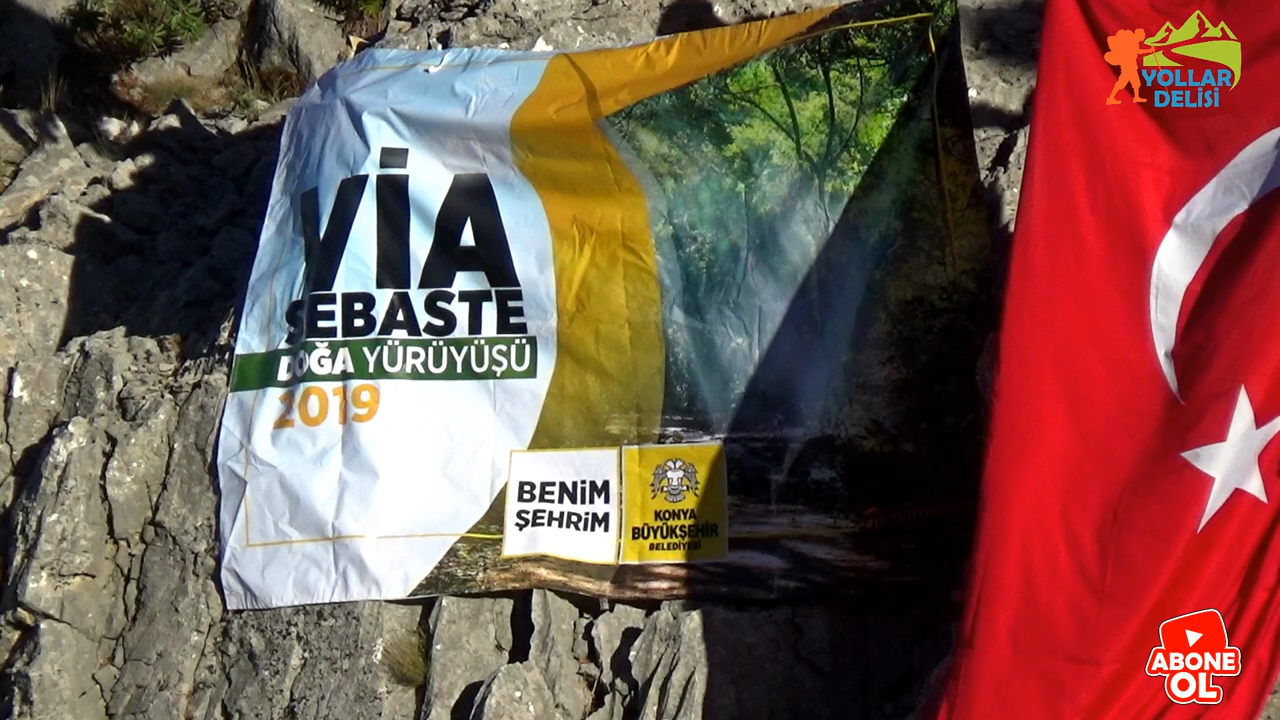 YOLLAR
DELİSİ
VİA
SEBASTE
DOĞA YÜRÜYÜŞÜ
2019
BENİM
ŞEHRİM
KONYA
BÜYÜKŞEHİR
BELEDİYESİ
ABONE
OL